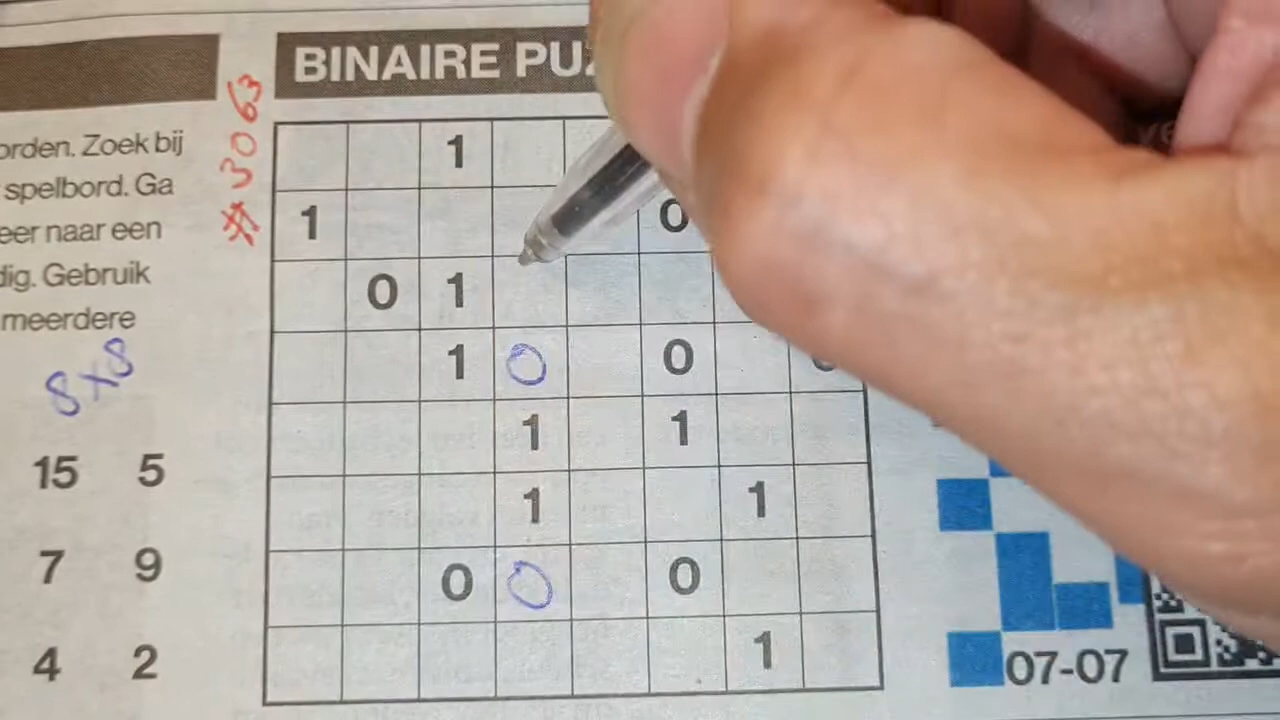 BINAIRE PU
# 3063
orden. Zoek bij
spelbord. Ga
eer naar een
dig. Gebruik
meerdere
8x8
15 5
7 9
4 2
1
1 0
0 1
1 0 0
1 1
1 1
0 0 0
1
07-07